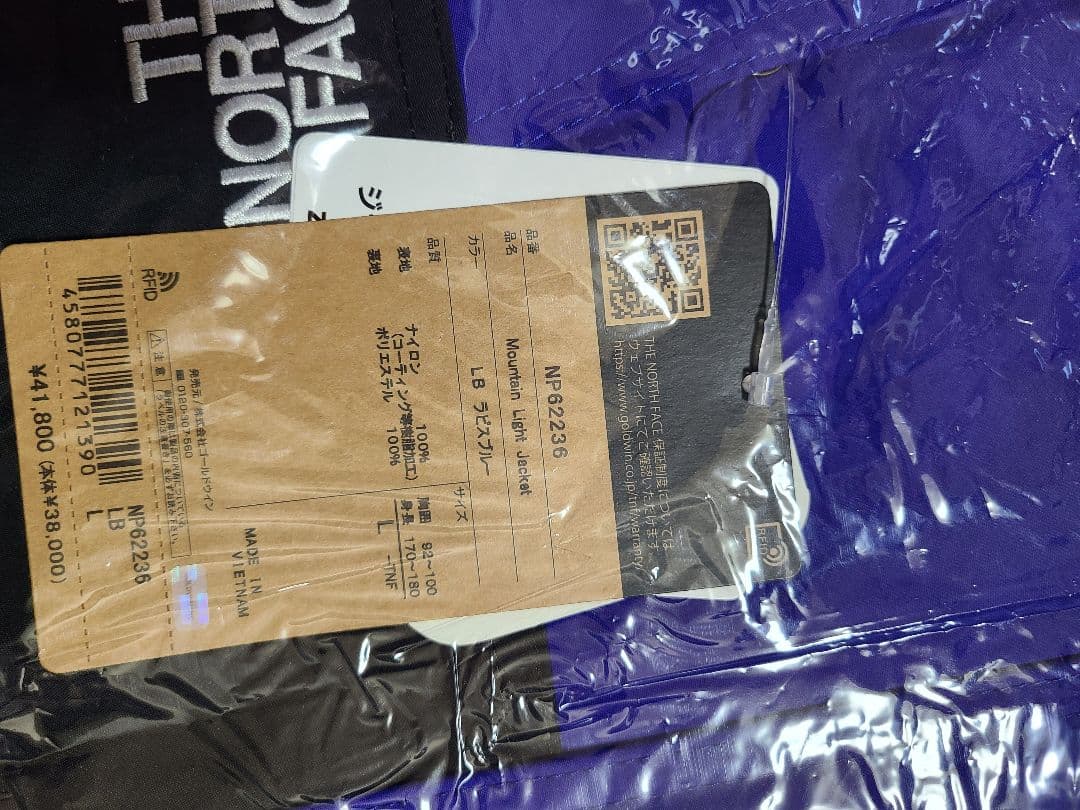 THE
NORTH
FACE
ジ
THE NORTH FACE 保証制度については
ウェブサイトにてご確認いただけます
https://www.goldwin.co.jp/tnf/warranty/
RFID
品番 NP62236
品名 Mountain Light Jacket
カラー LB ラピスブルー
サイズ
品質
表地 ナイロン 100%
(コーティング等樹脂加工)
裏地 ポリエステル 100%
胸囲 92~100
身長 170~180
L -TNF
MADE IN
VIETNAM
発売元/株式会社ゴールドウイン
0120-307-560
注意
RFID
4580777121390
NP62236
LB
L
¥41,800 (本体¥38,000)